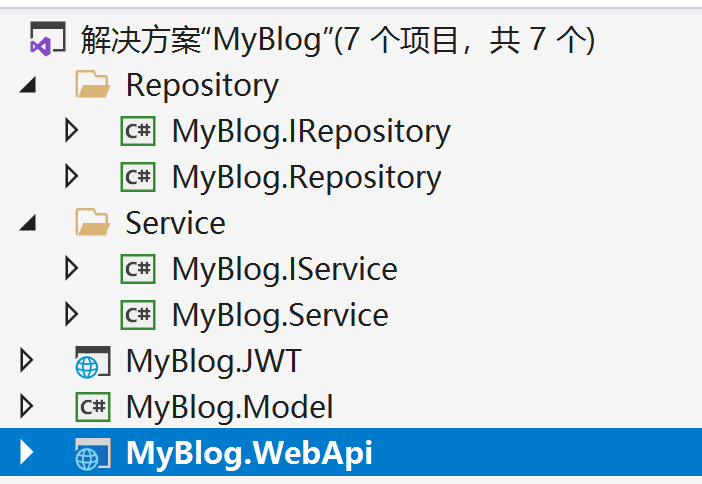 解决方案“MyBlog”(7 个项目，共 7 个)
Repository
C# MyBlog.IRepository
C# MyBlog.Repository
Service
C# MyBlog.IService
C# MyBlog.Service
MyBlog.JWT
C# MyBlog.Model
MyBlog.WebApi